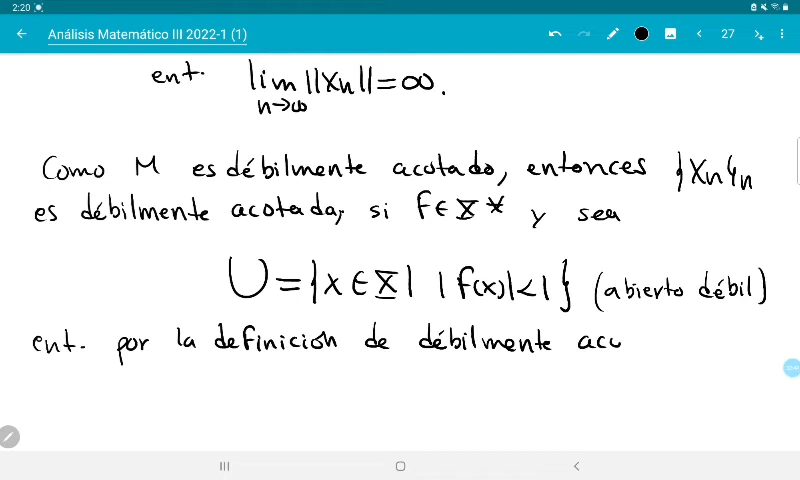 2:20
Análisis Matemático III 2022-1 (1)
27
ent. lim ||Xn|| = ∞.
n→∞
Como M es débilmente acotado, entonces {Xn}n
es débilmente acotada, si f ∈ X* y sea
U = {x ∈ X | |f(x)| < 1} (abierto débil)
ent. por la definición de débilmente acu